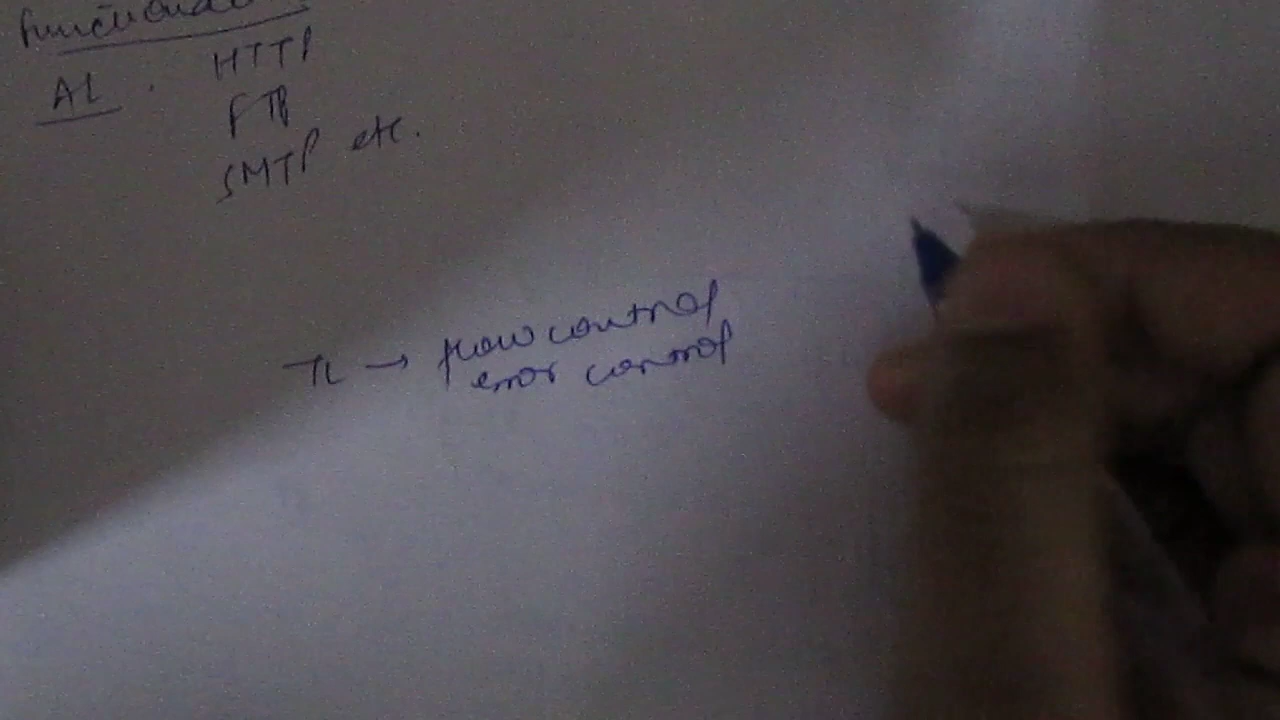 AL . HTTP
FTP
SMTP etc.
TL → flow control
error control